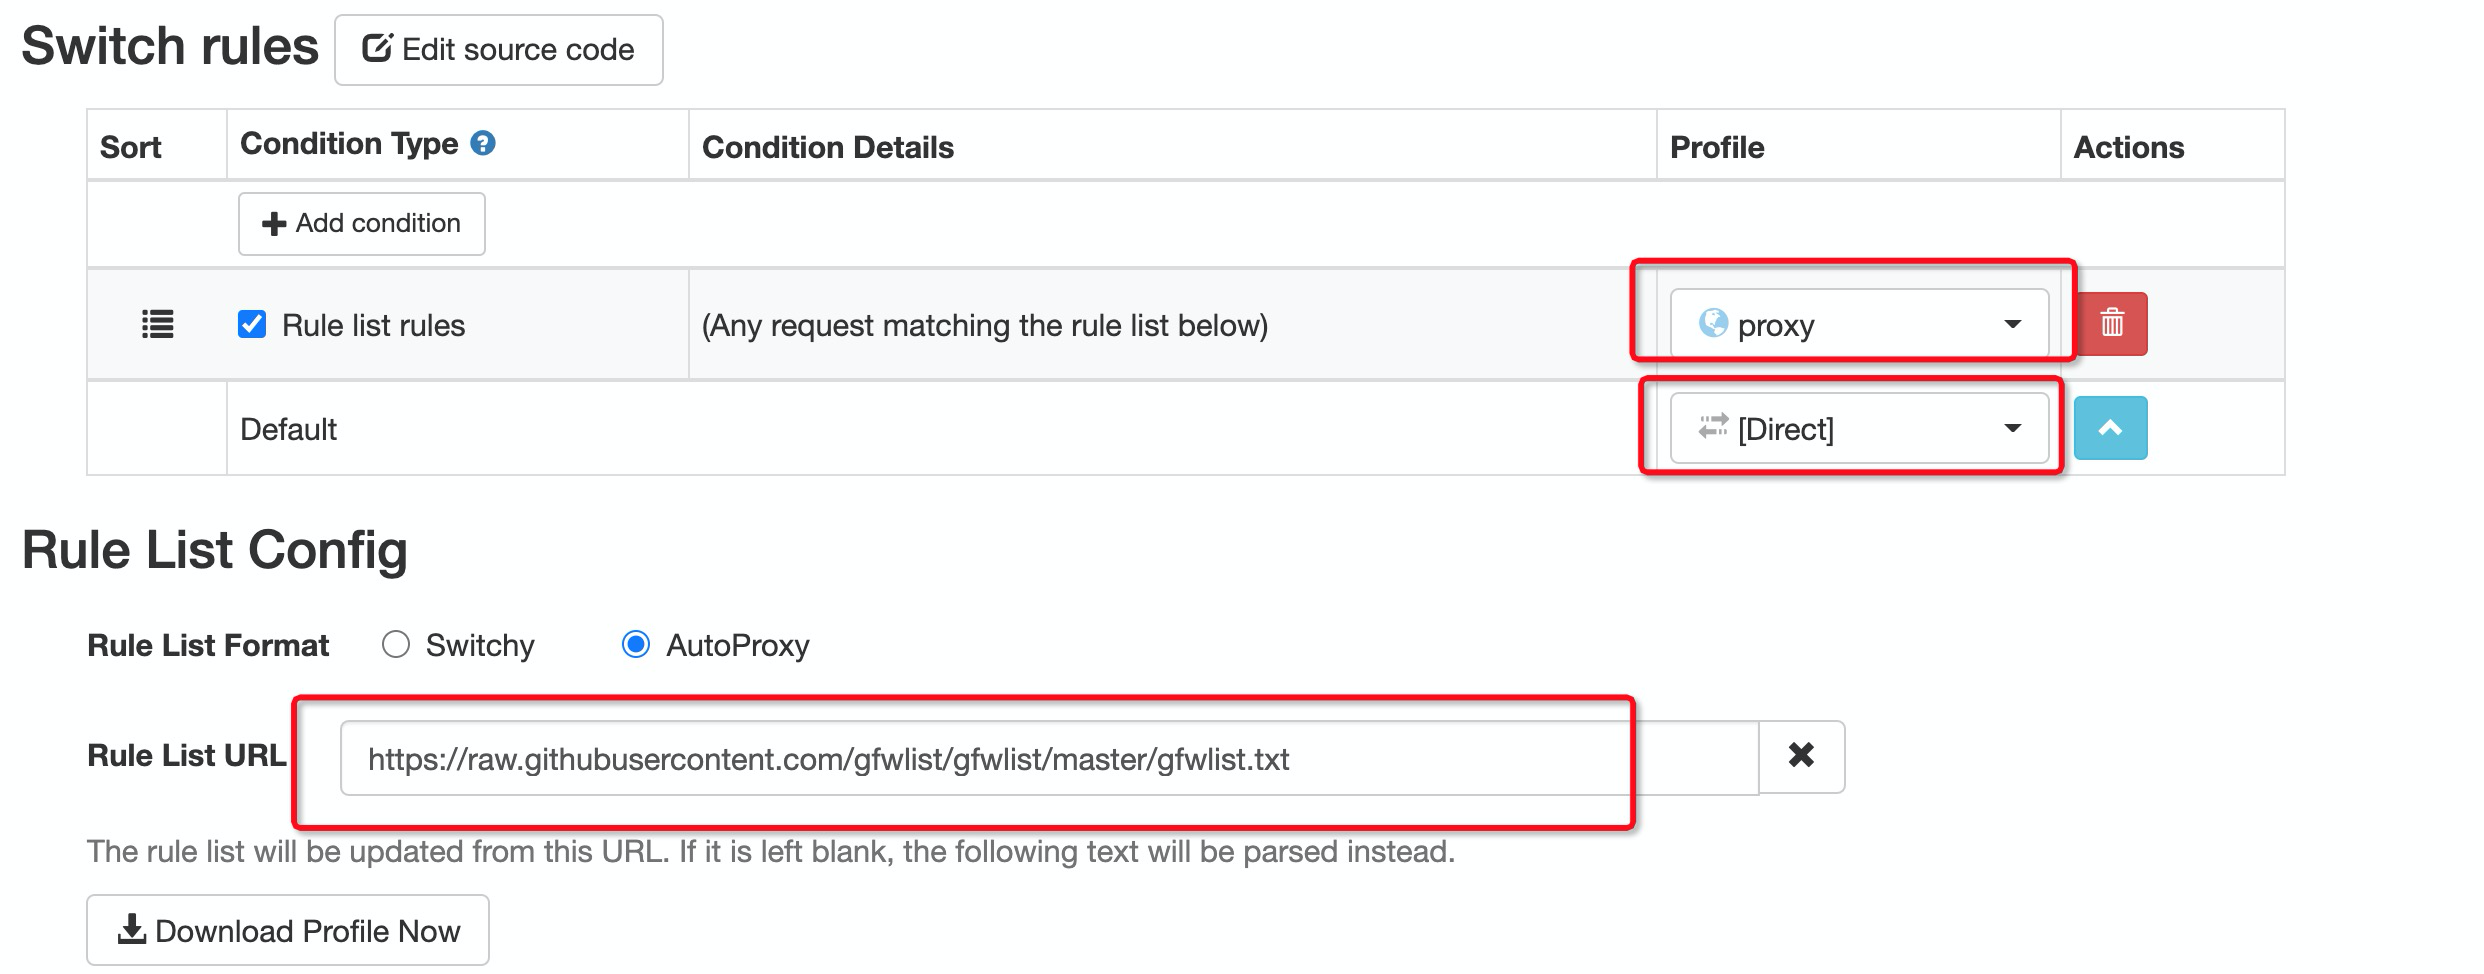 Switch rules Edit source code
Sort Condition Type ? Condition Details Profile Actions
Add condition
Rule list rules (Any request matching the rule list below) proxy
Default [Direct]
Rule List Config
Rule List Format Switchy AutoProxy
Rule List URL https://raw.githubusercontent.com/gfwlist/gfwlist/master/gfwlist.txt
The rule list will be updated from this URL. If it is left blank, the following text will be parsed instead.
Download Profile Now